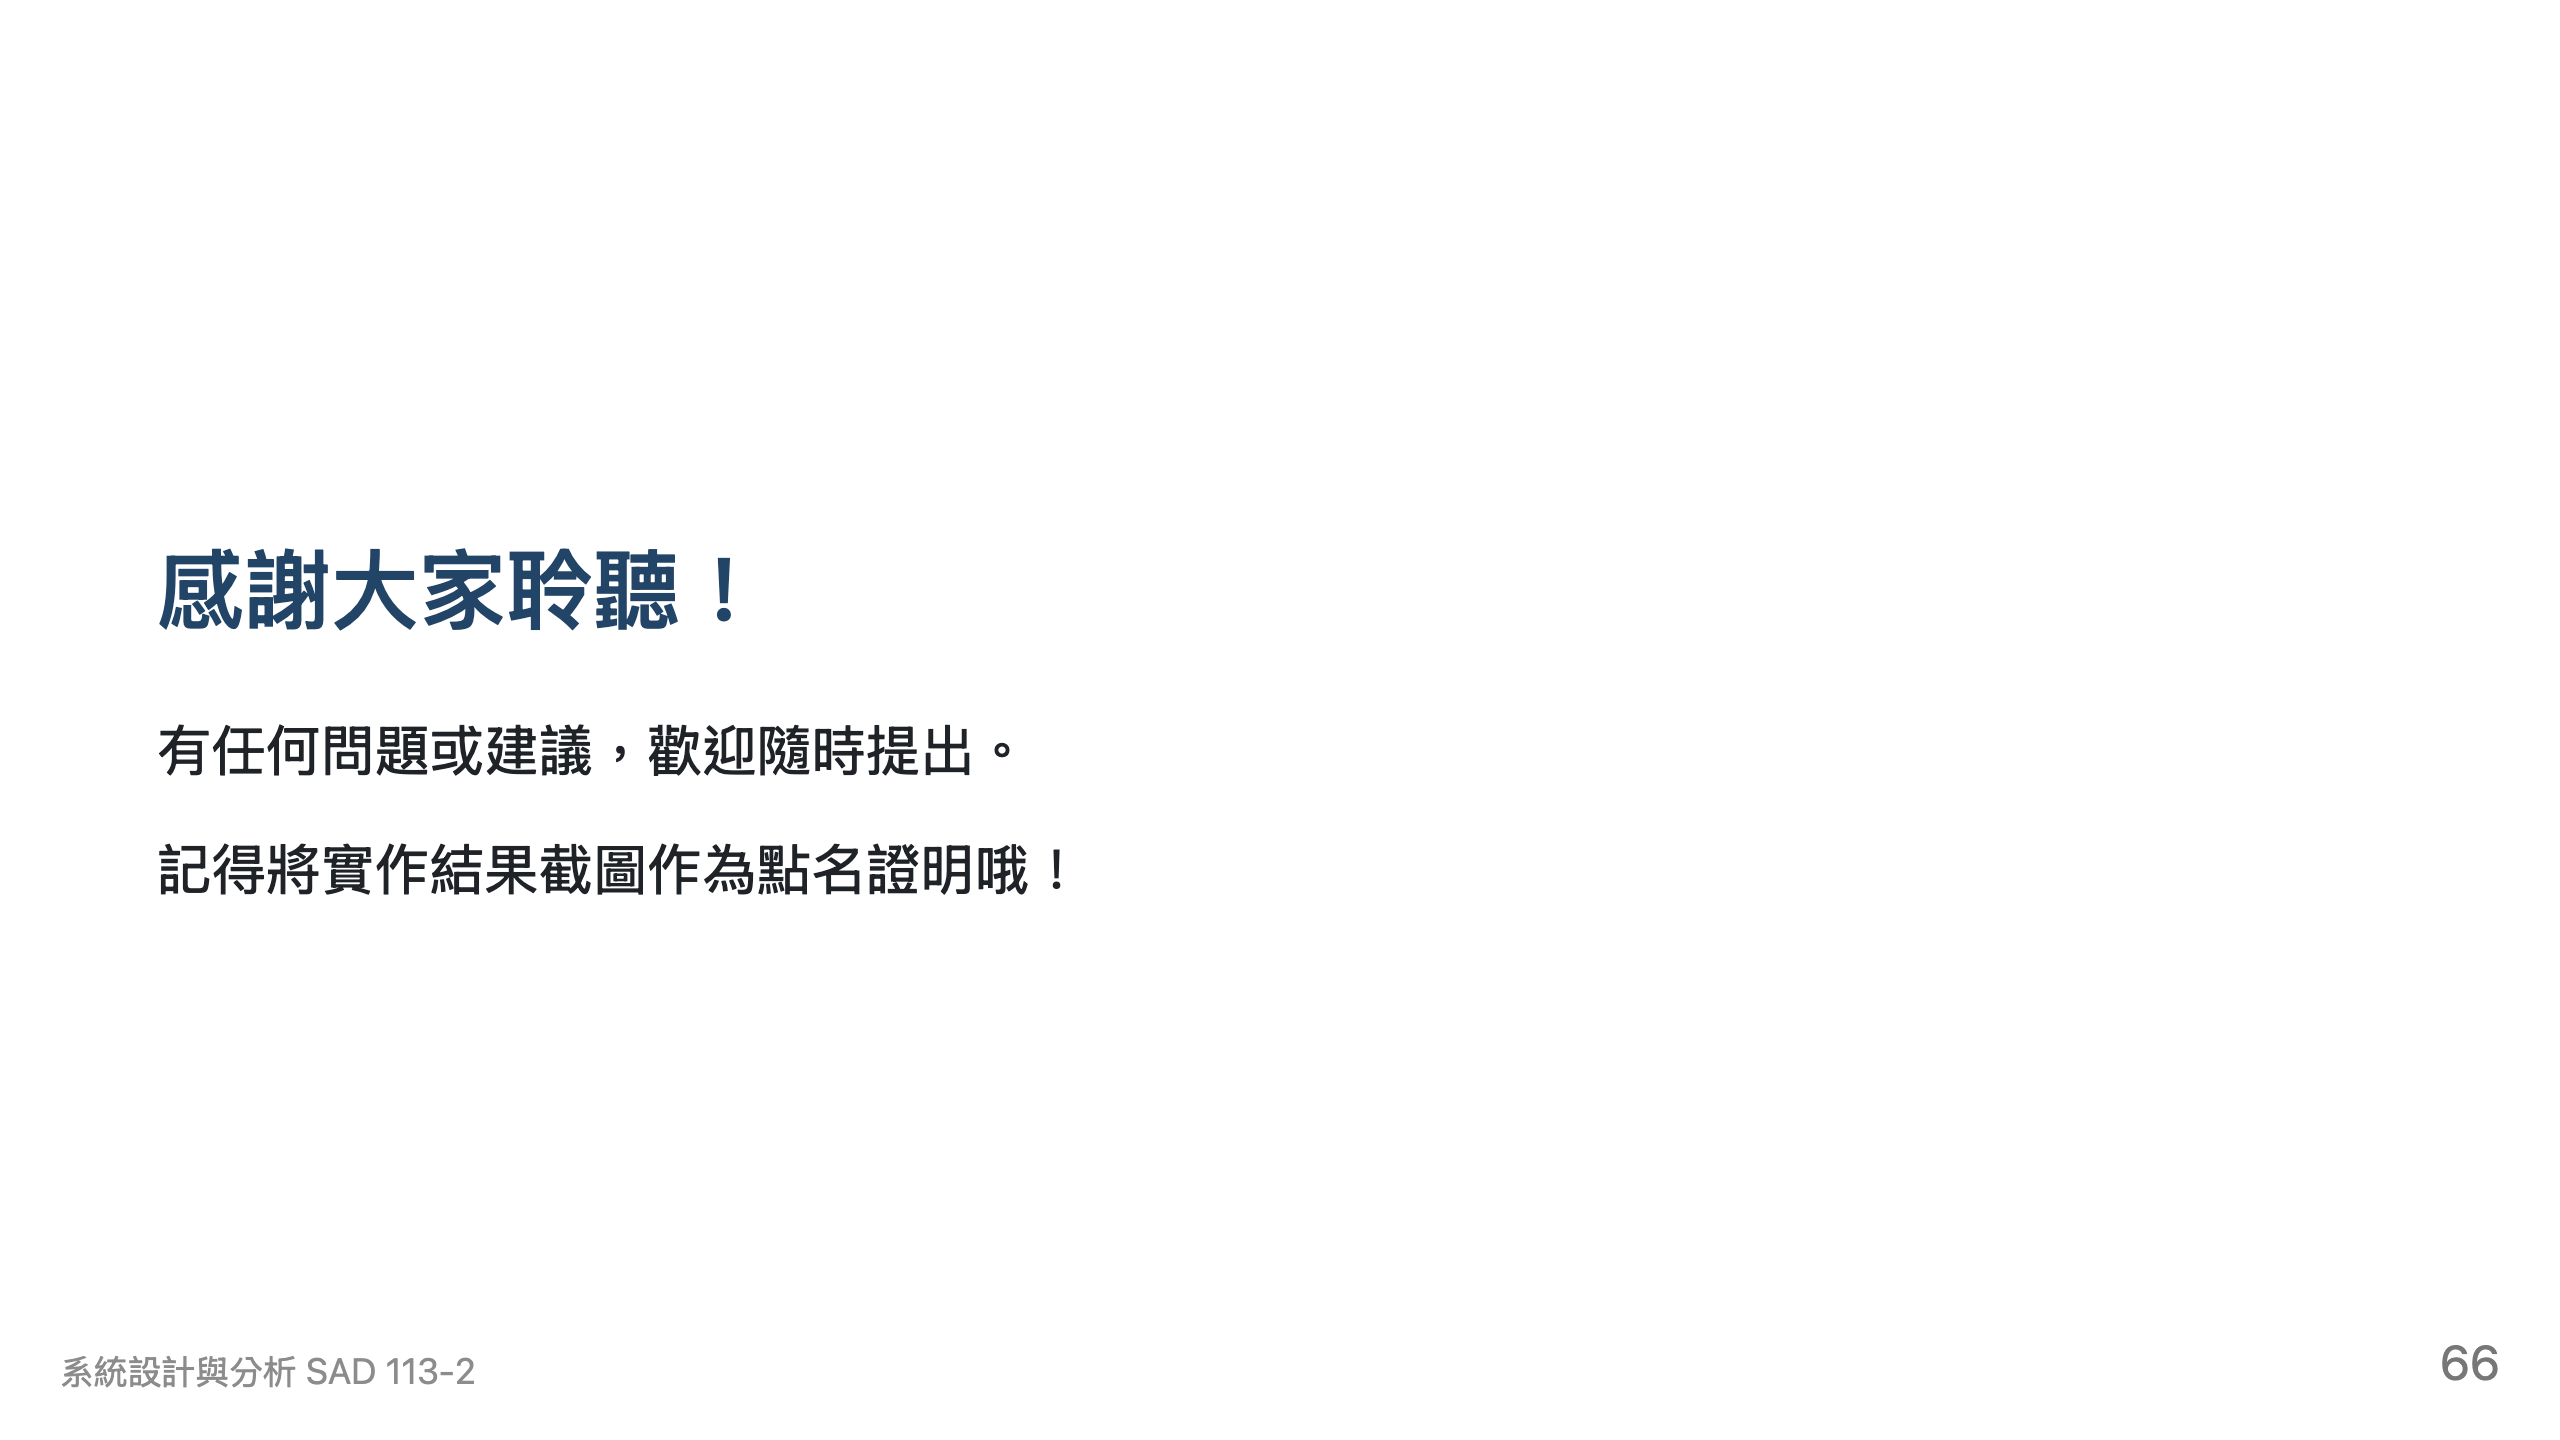 感謝大家聆聽！
有任何問題或建議，歡迎隨時提出。
記得將實作結果截圖作為點名證明哦！
系統設計與分析 SAD 113-2
66